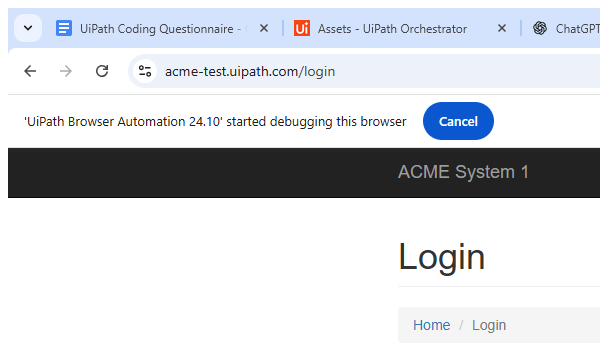 UiPath Coding Questionnaire -
Ui Assets - UiPath Orchestrator
ChatGPT
acme-test.uipath.com/login
'UiPath Browser Automation 24.10' started debugging this browser
Cancel
ACME System 1
Login
Home / Login